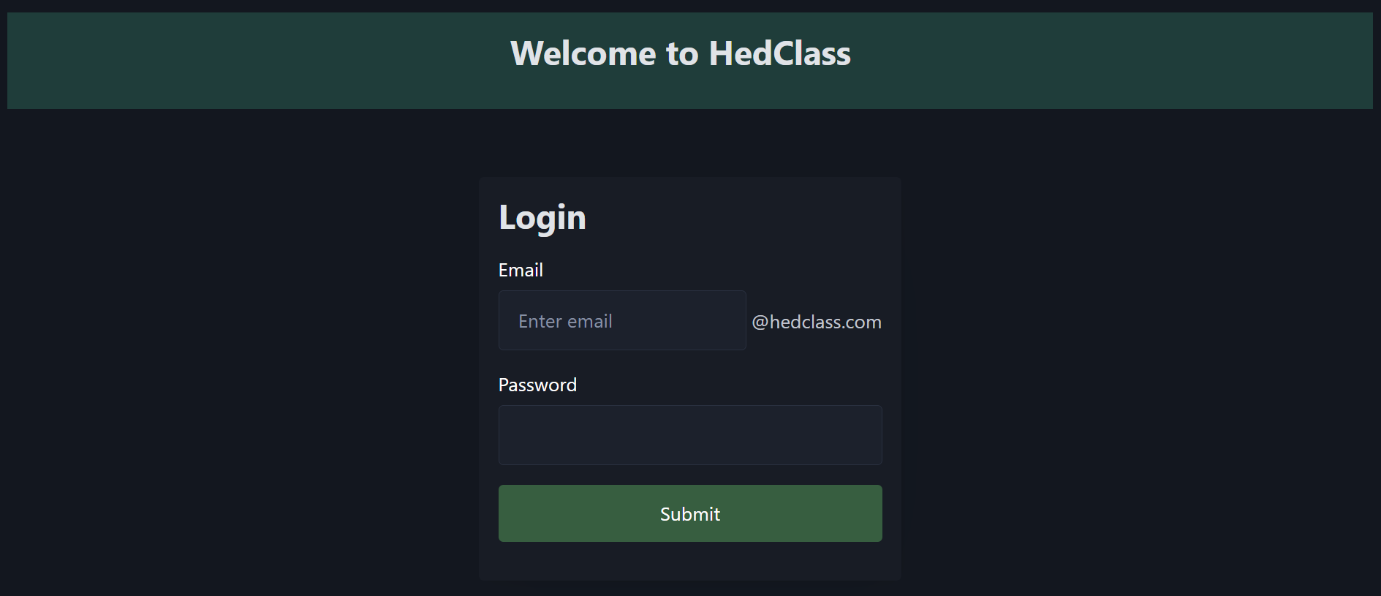 Welcome to HedClass
Login
Email
Enter email @hedclass.com
Password
Submit